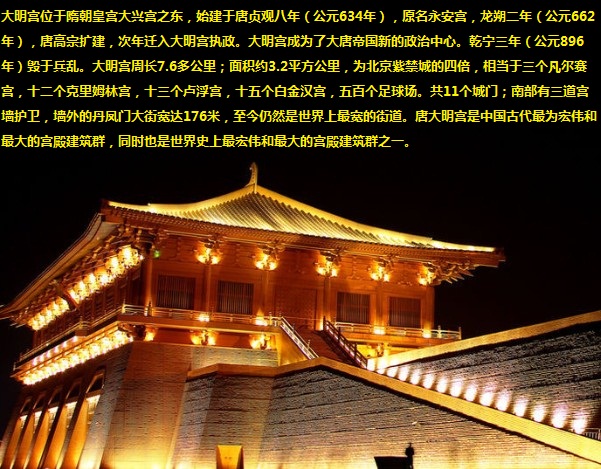 大明宫位于隋朝皇宫大兴宫之东，始建于唐贞观八年（公元634年），原名永安宫，龙朔二年（公元662
年），唐高宗扩建，次年迁入大明宫执政。大明宫成为了大唐帝国新的政治中心。乾宁三年（公元896
年）毁于兵乱。大明宫周长7.6多公里；面积约3.2平方公里，为北京紫禁城的四倍，相当于三个凡尔赛
宫，十二个克里姆林宫，十三个卢浮宫，十五个白金汉宫，五百个足球场。共11个城门；南部有三道宫
墙护卫，墙外的丹凤门大街宽达176米，至今仍然是世界上最宽的街道。唐大明宫是中国古代最为宏伟和
最大的宫殿建筑群，同时也是世界史上最宏伟和最大的宫殿建筑群之一。